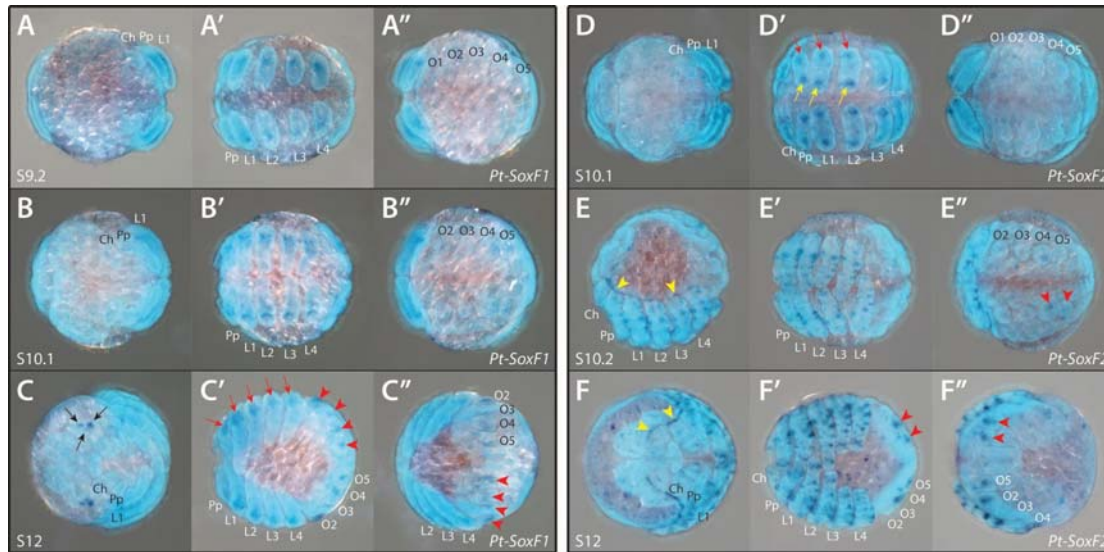 A
Ch Pp L1
S9.2
A′
Pp L1 L2 L3 L4
A″
O1 O2 O3 O4 O5
Pt-SoxF1
B
L1
Ch Pp
S10.1
B′
Pp L1 L2 L3 L4
B″
O2 O3 O4 O5
Pt-SoxF1
C
Ch Pp
L1
S12
C′
Pp L1 L2 L3 L4 O2 O3 O4 O5
C″
O2
O3
O4
O5
L2 L3 L4
Pt-SoxF1
D
Ch Pp L1
S10.1
D′
Ch Pp L1 L2 L3 L4
D″
O1 O2 O3 O4 O5
Pt-SoxF2
E
Ch
Pp L1 L2 L3 L4
S10.2
E′
Pp L1 L2 L3 L4
E″
O2 O3 O4 O5
Pt-SoxF2
F
Ch Pp
L1
S12
F′
Pp L1 L2 L3 L4 O2 O3 O4 O5
F″
O5
O2
O3
O4
Pt-SoxF2